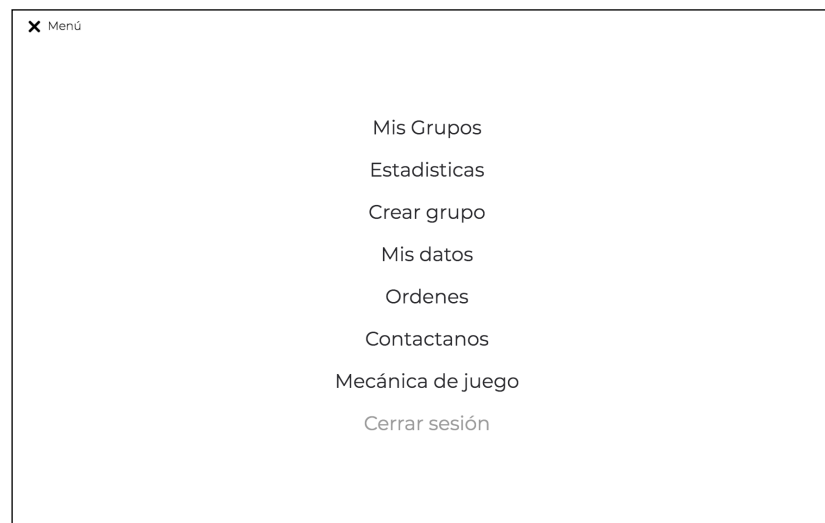 Menú
Mis Grupos
Estadisticas
Crear grupo
Mis datos
Ordenes
Contactanos
Mecánica de juego
Cerrar sesión